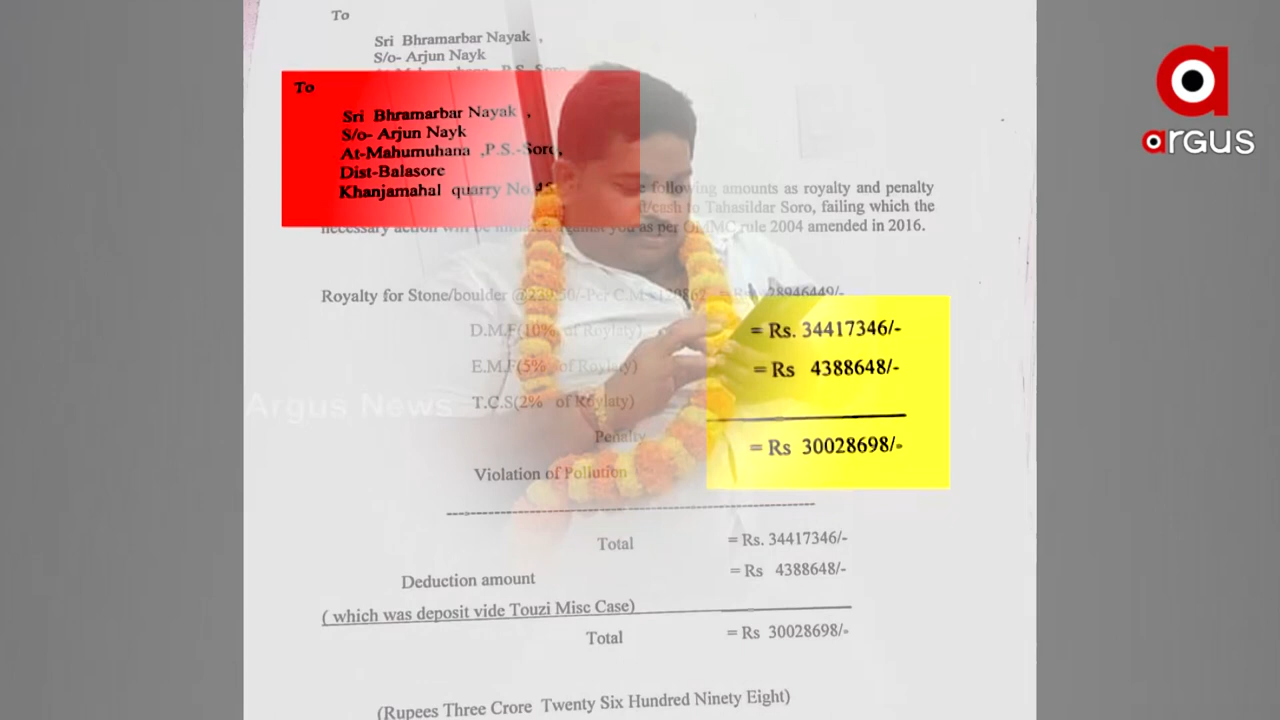 To
Sri Bhramarbar Nayak ,
S/o- Arjun Nayk
P.S.-Soro,
To
Sri Bhramarbar Nayak ,
S/o- Arjun Nayk
At-Mahumuhana ,P.S.-Soro,
Dist-Balasore
Khanjamahal quarry No.
following amounts as royalty and penalty
to Tahasildar Soro, failing which the
necessary action will be against you as per OMMC rule 2004 amended in 2016.
Royalty for Stone/boulder @ Per C.M 28946449/-
D.M.F(10% of Roylaty)
= Rs. 34417346/-
E.M.F(5% of Roylaty)
= Rs 4388648/-
T.C.S(2% of Roylaty)
Penalty
= Rs 30028698/-
Violation of Pollution
Total = Rs. 34417346/-
Deduction amount = Rs 4388648/-
( which was deposit vide Touzi Misc Case)
Total = Rs 30028698/-
(Rupees Three Crore Twenty Six Hundred Ninety Eight)
Argus News
argus